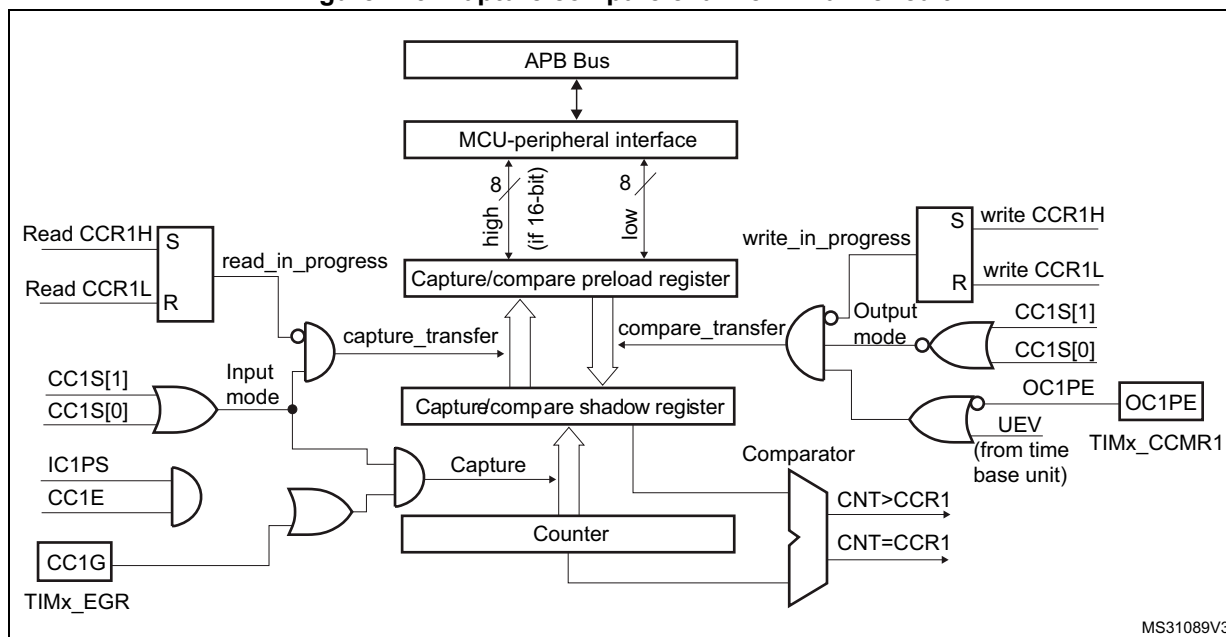 APB Bus
MCU-peripheral interface
8
high
(if 16-bit)
8
low
Read CCR1H
S
read_in_progress
Read CCR1L
R
write_in_progress
S
write CCR1H
R
write CCR1L
Capture/compare preload register
capture_transfer
compare_transfer
Output
mode
CC1S[1]
CC1S[0]
CC1S[1]
CC1S[0]
Input
mode
Capture/compare shadow register
OC1PE
OC1PE
UEV
(from time
base unit)
TIMx_CCMR1
IC1PS
CC1E
Capture
Comparator
CNT>CCR1
CNT=CCR1
Counter
CC1G
TIMx_EGR
MS31089V3